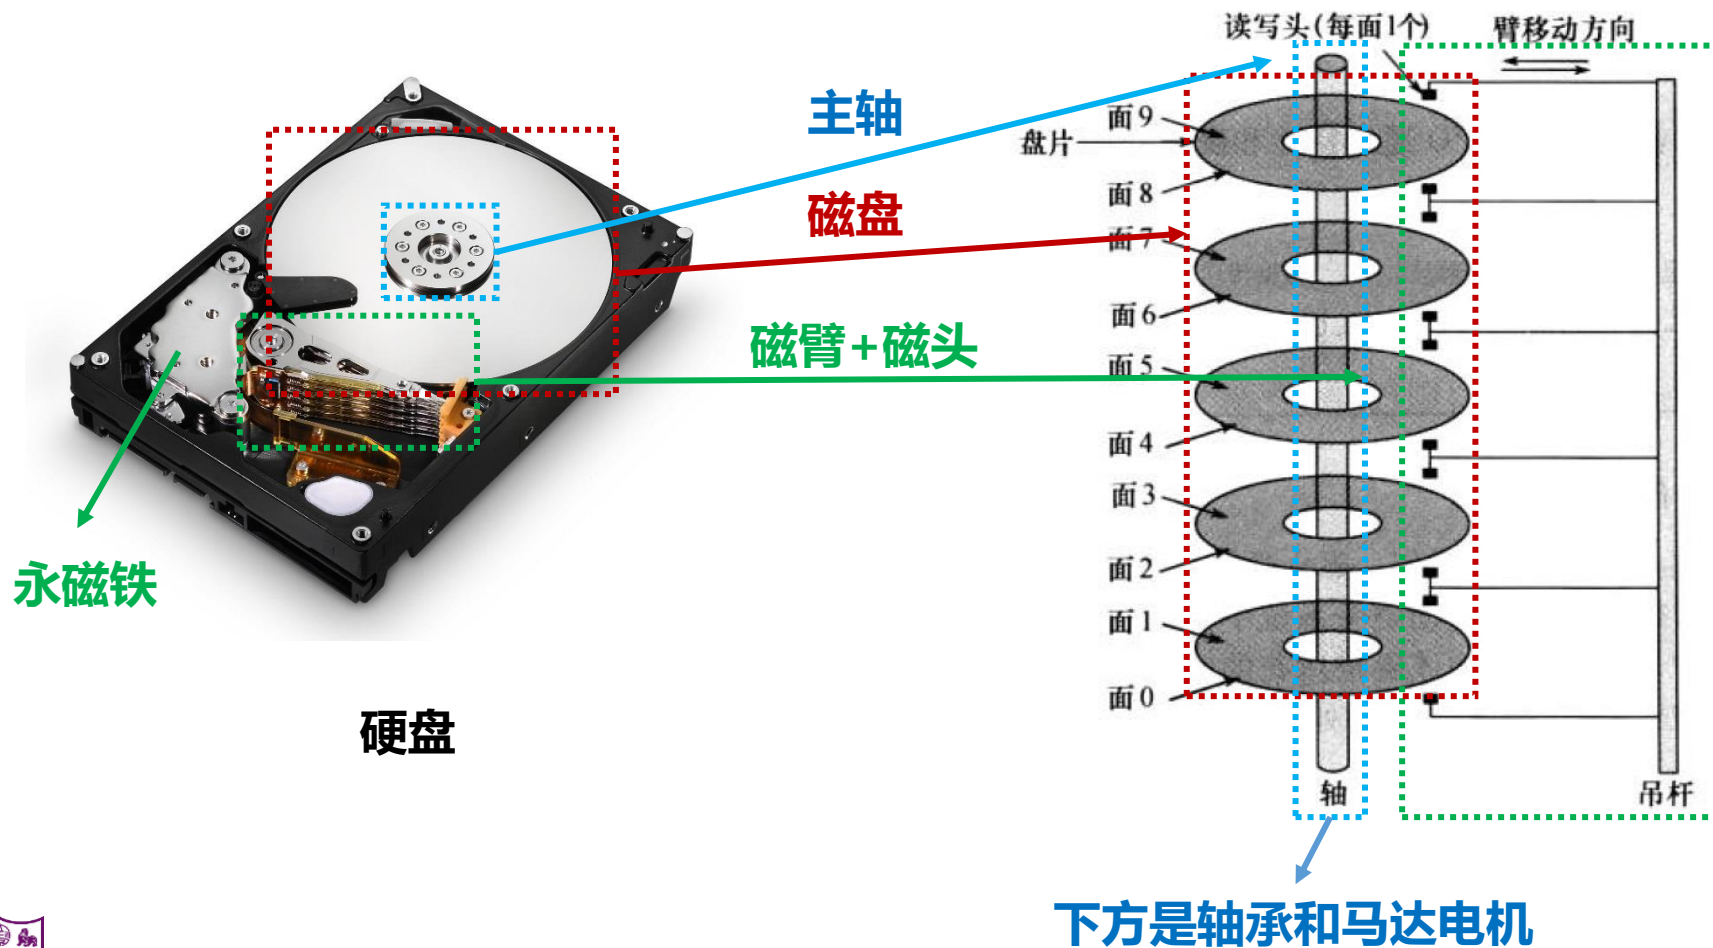 读写头(每面1个)
臂移动方向
主轴
面9
盘片
面8
磁盘
面7
面6
磁臂+磁头
面5
面4
面3
永磁铁
面2
面1
面0
硬盘
轴
吊杆
下方是轴承和马达电机